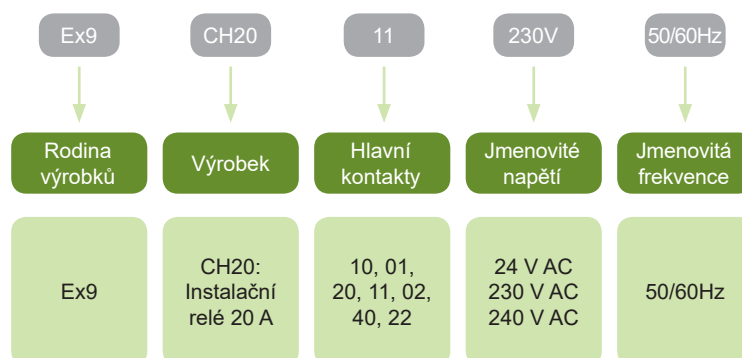 Ex9
CH20
11
230V
50/60Hz
Rodina
výrobků
Výrobek
Hlavní
kontakty
Jmenovité
napětí
Jmenovitá
frekvence
Ex9
CH20:
Instalační
relé 20 A
10, 01,
20, 11, 02,
40, 22
24 V AC
230 V AC
240 V AC
50/60Hz